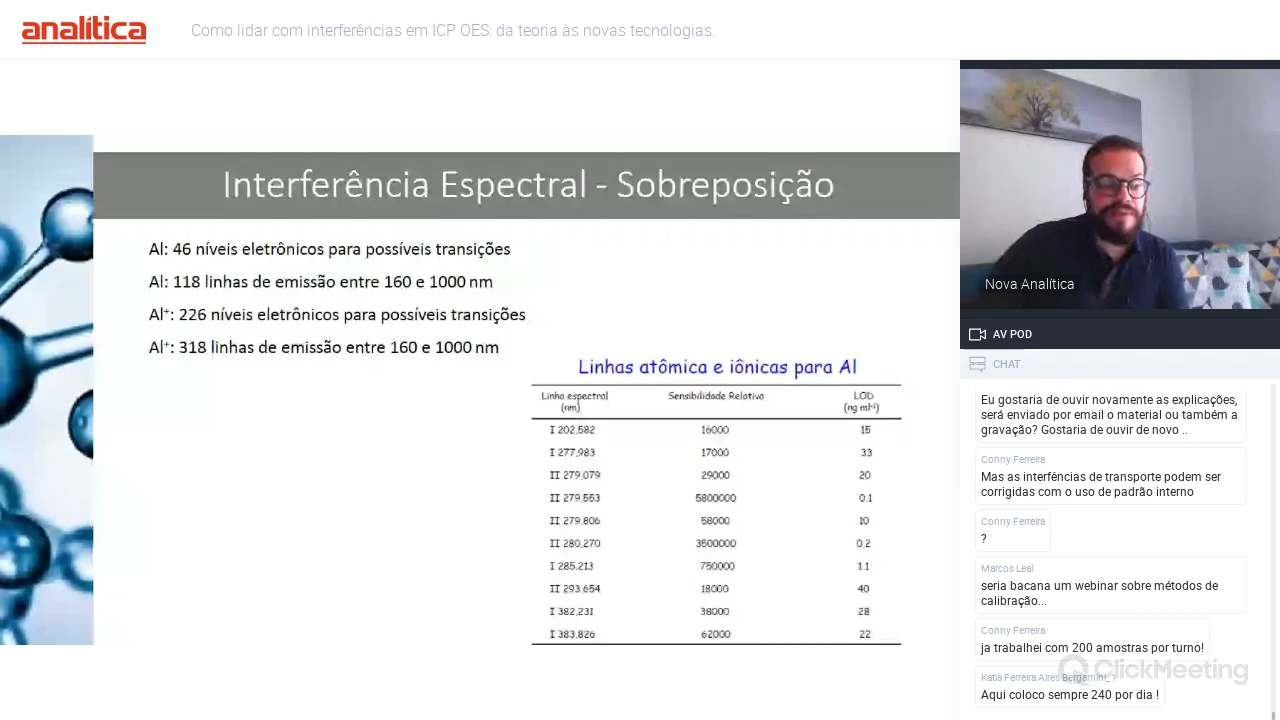 analítica
Como lidar com interferências em ICP OES: da teoria às novas tecnologias.
Interferência Espectral - Sobreposição
Al: 46 níveis eletrônicos para possíveis transições
Al: 118 linhas de emissão entre 160 e 1000 nm
Al+: 226 níveis eletrônicos para possíveis transições
Al+: 318 linhas de emissão entre 160 e 1000 nm
Linhas atômica e iônicas para Al
Linha espectral (nm) Sensibilidade Relativa LOD (ng ml-1)
I 202,582 16000 15
I 277,983 17000 33
II 279,079 29000 20
II 279,553 5800000 0,1
II 279,806 58000 10
II 280,270 3500000 0,2
I 285,213 750000 1,1
II 293,654 18000 40
I 382,231 38000 28
I 383,826 62000 22
Nova Analítica
AV POD
CHAT
Eu gostaria de ouvir novamente as explicações,
será enviado por email o material ou também a
gravação? Gostaria de ouvir de novo ..
Conny Ferreira
Mas as interfências de transporte podem ser
corrigidas com o uso de padrão interno
Conny Ferreira
?
Marcos Leal
seria bacana um webinar sobre métodos de
calibração...
Conny Ferreira
ja trabalhei com 200 amostras por turno!
ClickMeeting
Katia Ferreira Aires Bergamini_1
Aqui coloco sempre 240 por dia !